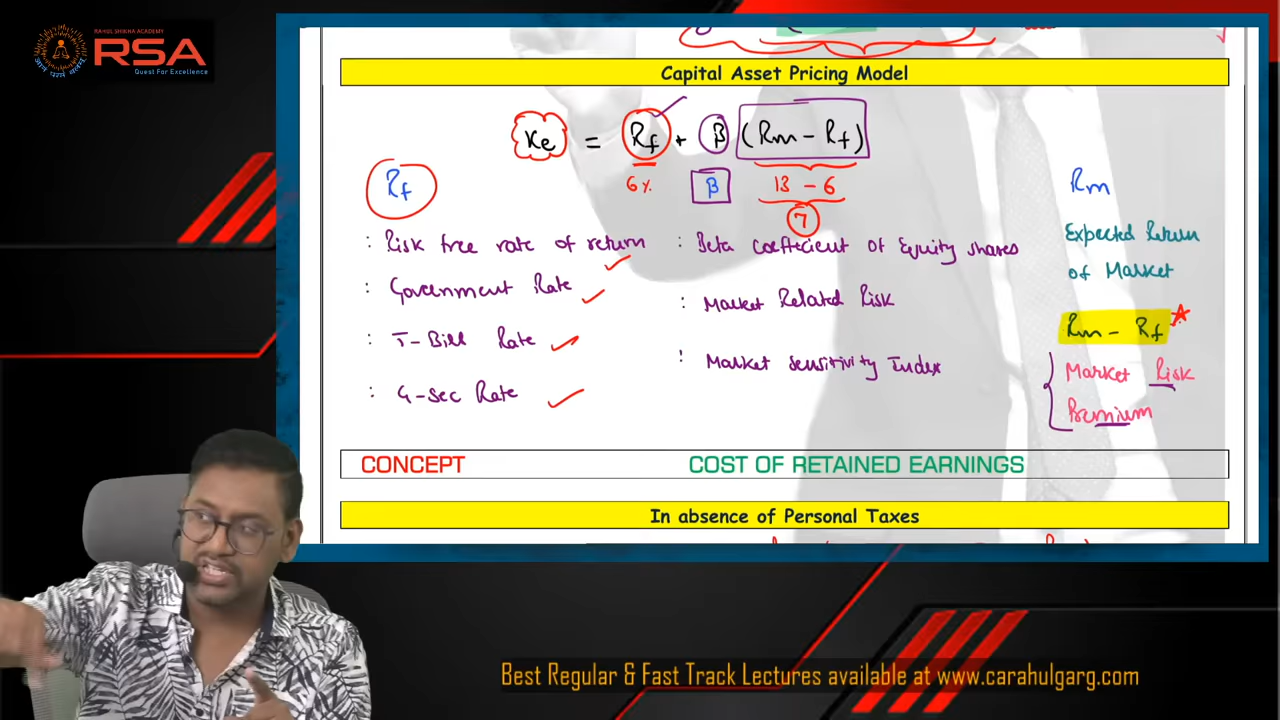 RAHUL SHIKHA ACADEMY
RSA
Quest For Excellence
Capital Asset Pricing Model
Ke = Rf + β (Rm - Rf)
6% β 13 - 6
7
Rf
: Risk free rate of return
: Government Rate
: T-Bill Rate
: G-Sec Rate
: Beta coefficient of Equity shares
: Market Related Risk
: Market sensitivity Index
Rm
Expected Return
of Market
Rm - Rf
Market Risk
Premium
CONCEPT COST OF RETAINED EARNINGS
In absence of Personal Taxes
Best Regular & Fast Track Lectures available at www.carahulgarg.com